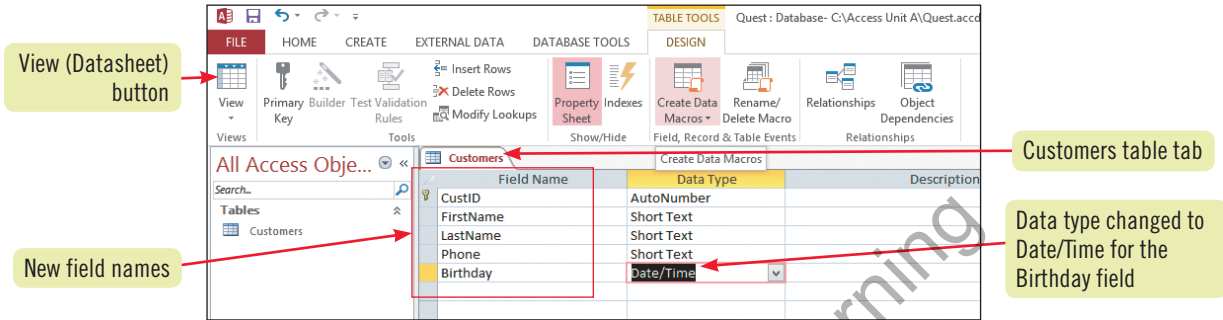 TABLE TOOLS Quest : Database- C:\Access Unit A\Quest.accd
FILE HOME CREATE EXTERNAL DATA DATABASE TOOLS DESIGN
View (Datasheet)
button
View
Primary
Key
Builder
Test Validation
Rules
Insert Rows
Delete Rows
Modify Lookups
Property
Sheet
Indexes
Create Data
Macros
Rename/
Delete Macro
Relationships
Object
Dependencies
Views Tools Show/Hide Field, Record & Table Events Relationships
All Access Obje... «
Search...
Tables
Customers
Customers
Create Data Macros
Customers table tab
Field Name Data Type Description
CustID AutoNumber
FirstName Short Text
LastName Short Text
Phone Short Text
Birthday Date/Time
New field names
Data type changed to
Date/Time for the
Birthday field
rning